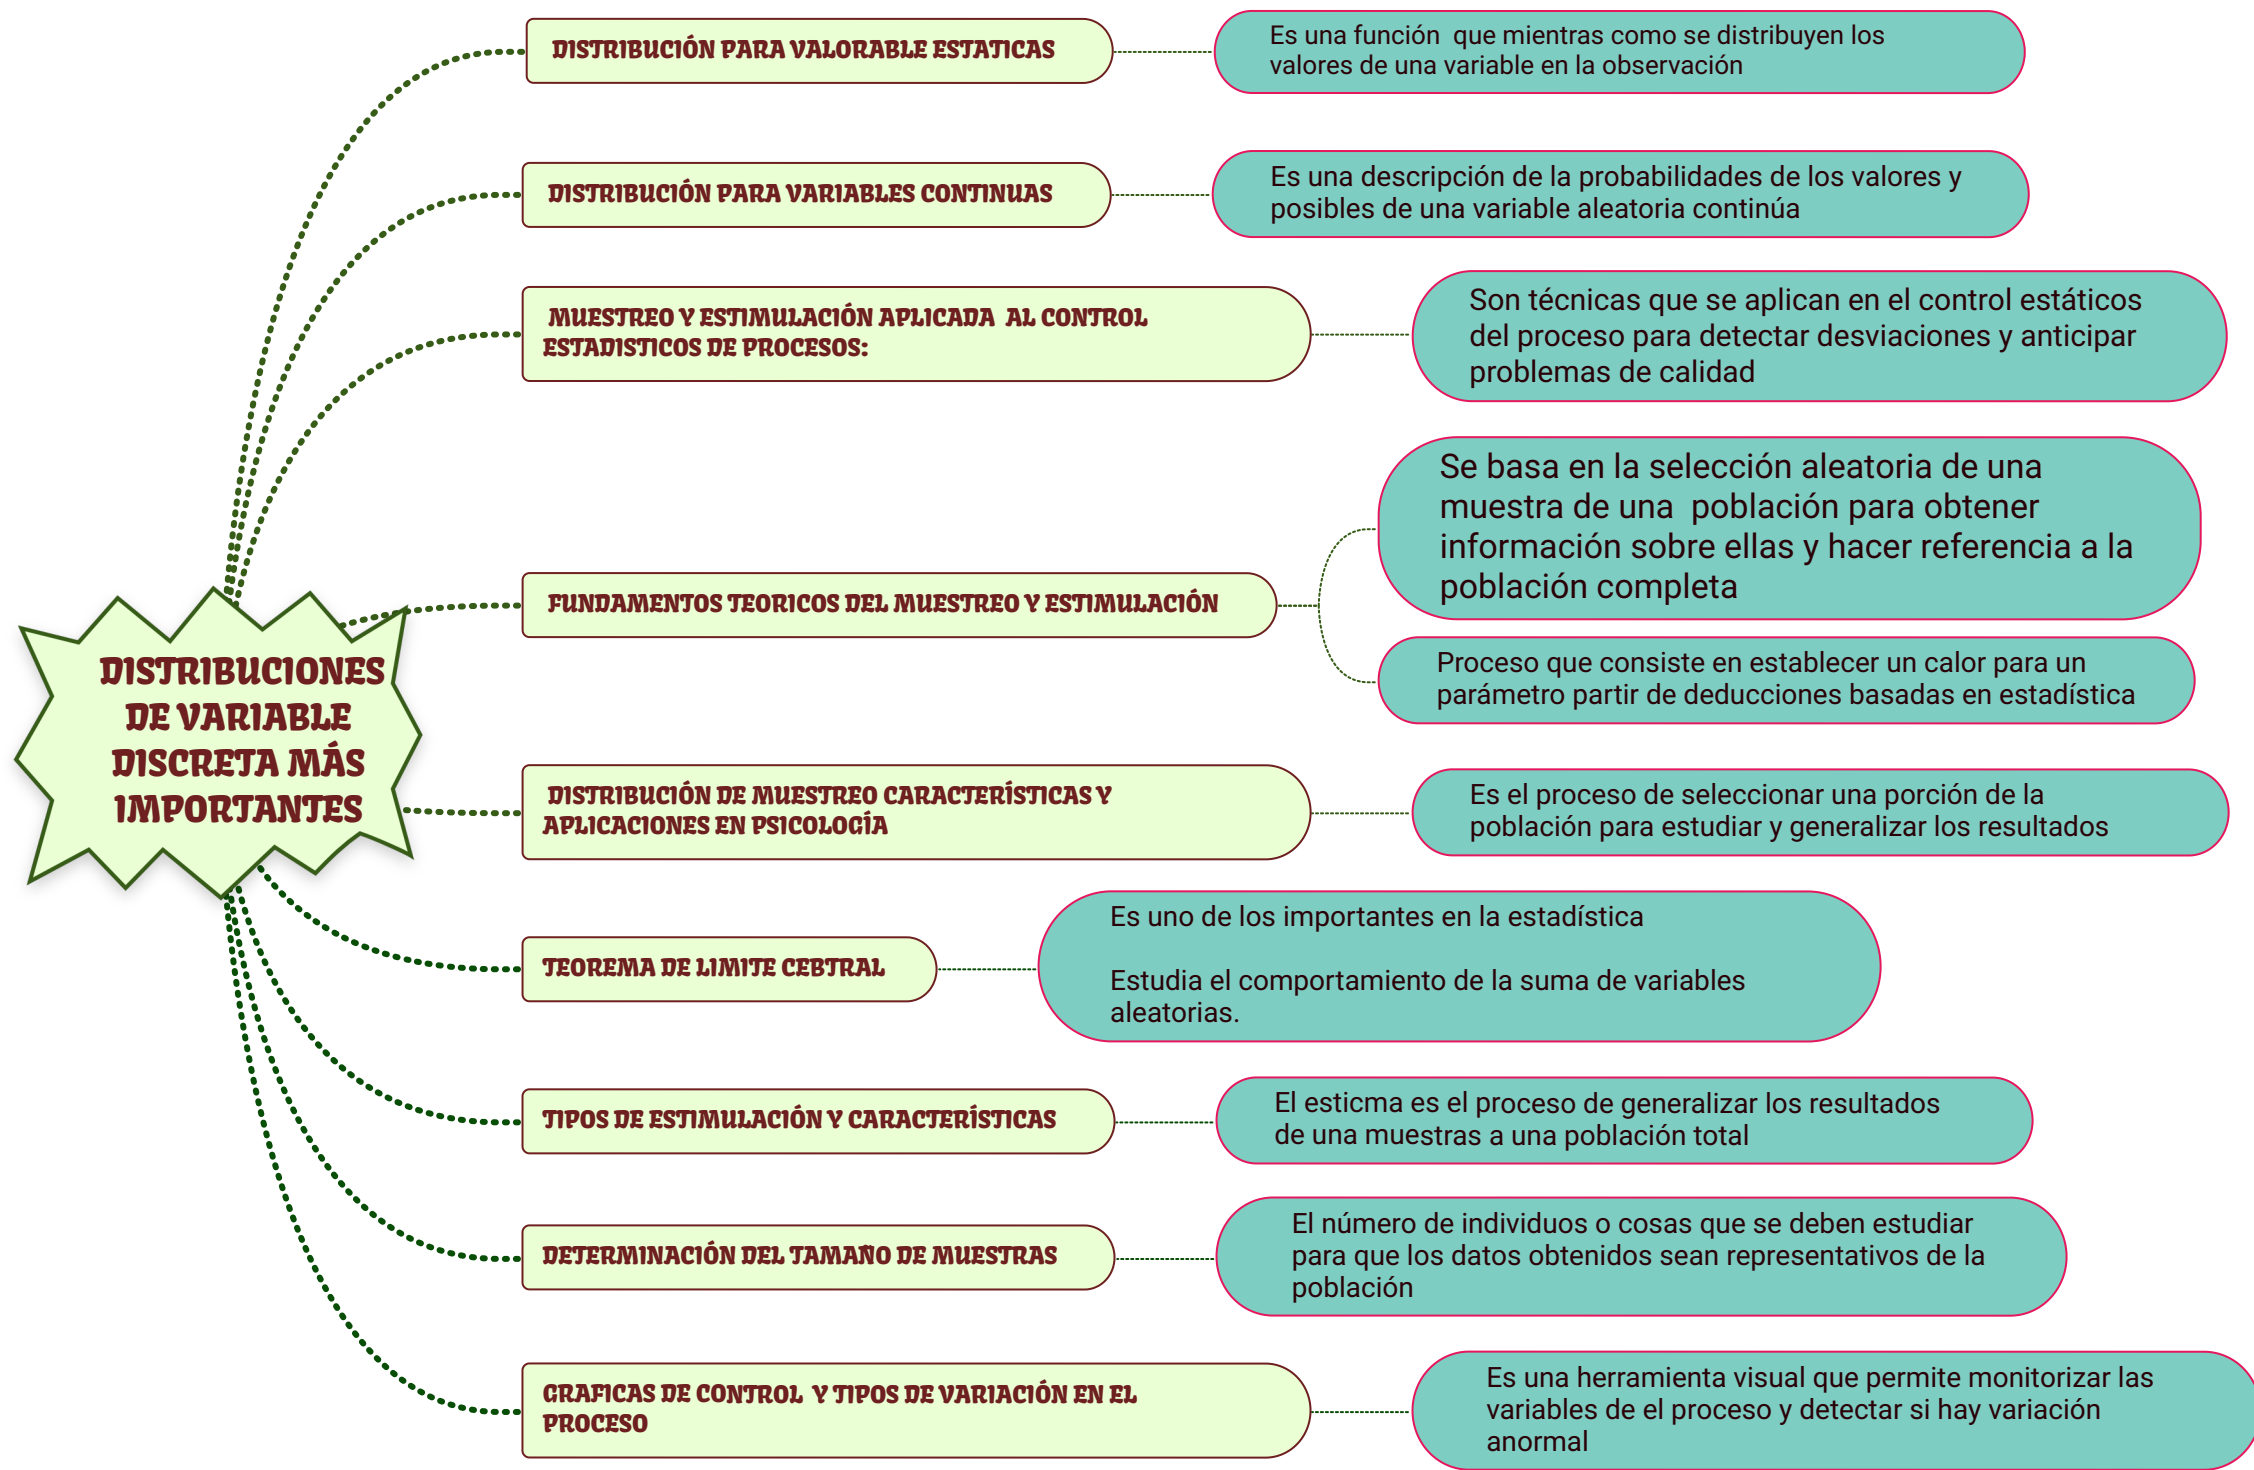 DISTRIBUCIONES
DE VARIABLE
DISCRETA MÁS
IMPORTANTES
DISTRIBUCIÓN PARA VALORABLE ESTATICAS
Es una función que mientras como se distribuyen los
valores de una variable en la observación
DISTRIBUCIÓN PARA VARIABLES CONTINUAS
Es una descripción de la probabilidades de los valores y
posibles de una variable aleatoria continúa
MUESTREO Y ESTIMULACIÓN APLICADA AL CONTROL
ESTADISTICOS DE PROCESOS:
Son técnicas que se aplican en el control estáticos
del proceso para detectar desviaciones y anticipar
problemas de calidad
FUNDAMENTOS TEORICOS DEL MUESTREO Y ESTIMULACIÓN
Se basa en la selección aleatoria de una
muestra de una población para obtener
información sobre ellas y hacer referencia a la
población completa
Proceso que consiste en establecer un calor para un
parámetro partir de deducciones basadas en estadística
DISTRIBUCIÓN DE MUESTREO CARACTERÍSTICAS Y
APLICACIONES EN PSICOLOGÍA
Es el proceso de seleccionar una porción de la
población para estudiar y generalizar los resultados
TEOREMA DE LIMITE CEBTRAL
Es uno de los importantes en la estadística
Estudia el comportamiento de la suma de variables
aleatorias.
TIPOS DE ESTIMULACIÓN Y CARACTERÍSTICAS
El esticma es el proceso de generalizar los resultados
de una muestras a una población total
DETERMINACIÓN DEL TAMAÑO DE MUESTRAS
El número de individuos o cosas que se deben estudiar
para que los datos obtenidos sean representativos de la
población
GRAFICAS DE CONTROL Y TIPOS DE VARIACIÓN EN EL
PROCESO
Es una herramienta visual que permite monitorizar las
variables de el proceso y detectar si hay variación
anormal